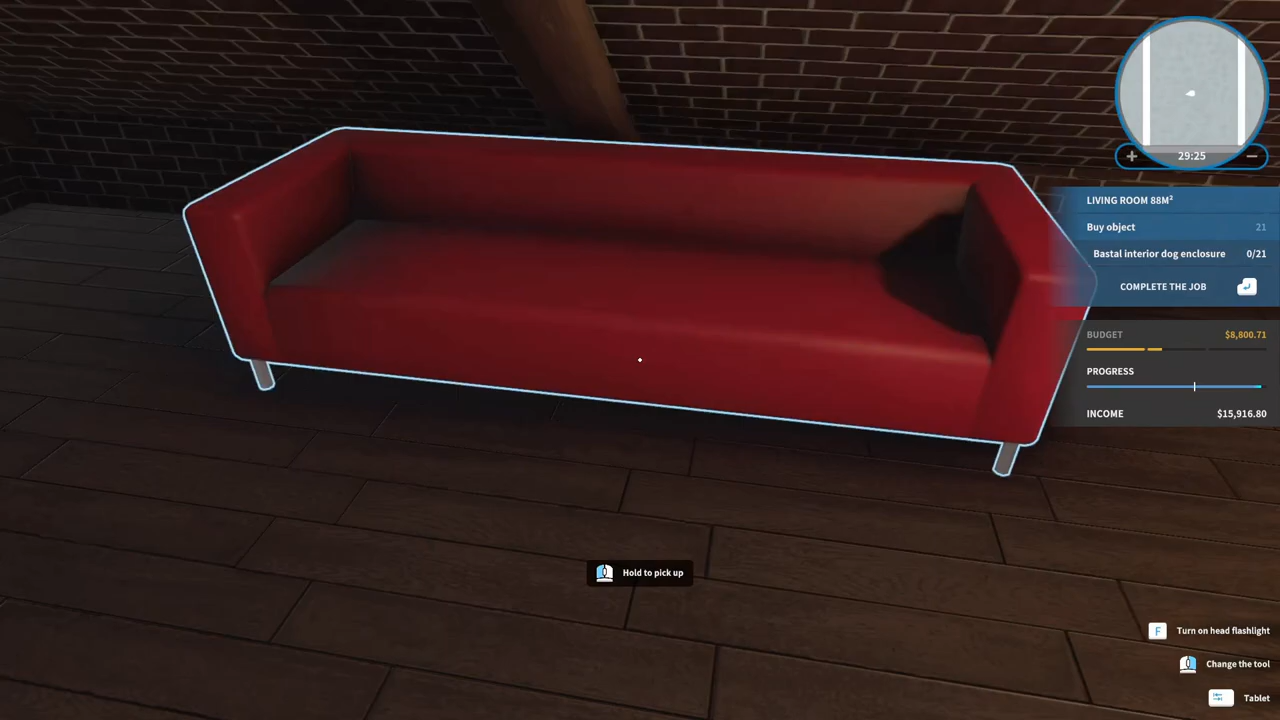 29:25
LIVING ROOM 88M²
Buy object 21
Bastal interior dog enclosure 0/21
COMPLETE THE JOB
BUDGET $8,800.71
PROGRESS
INCOME $15,916.80
Hold to pick up
F Turn on head flashlight
Change the tool
Tablet